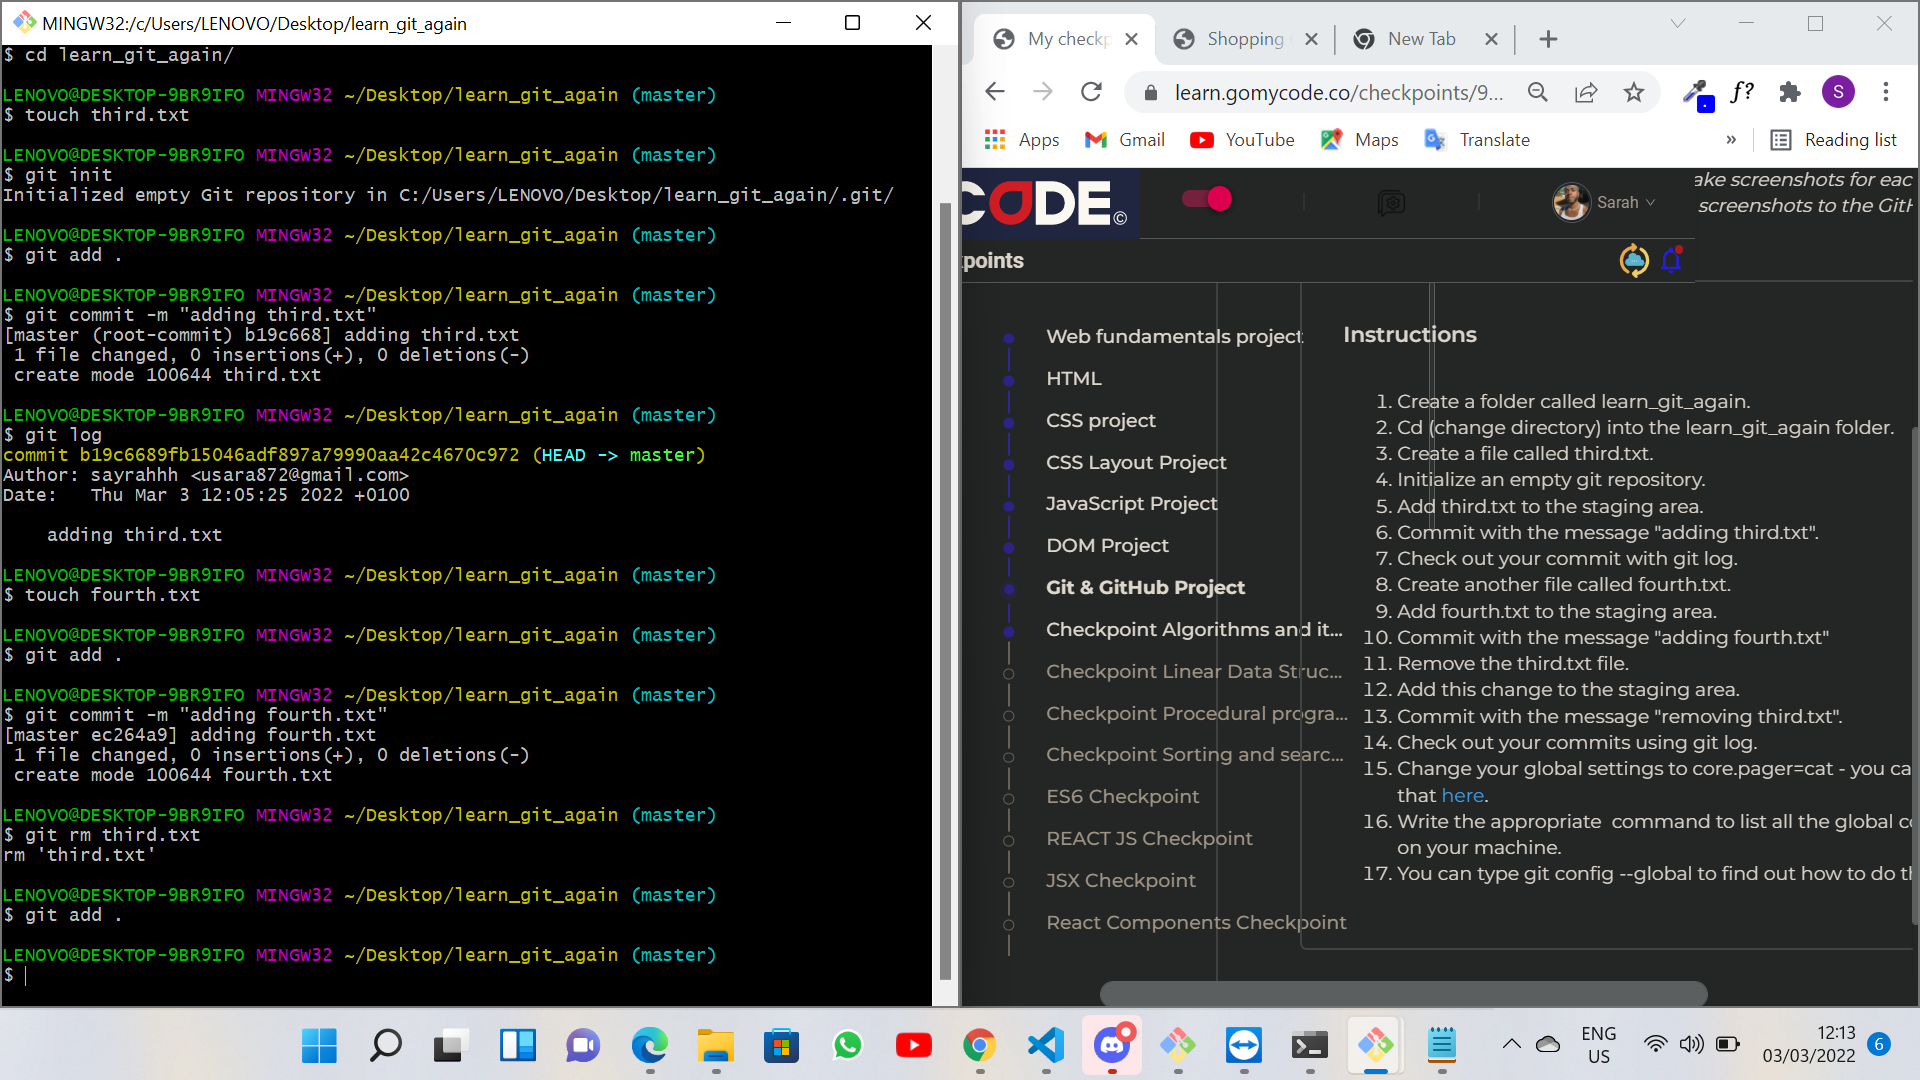 MINGW32:/c/Users/LENOVO/Desktop/learn_git_again
$ cd learn_git_again/
LENOVO@DESKTOP-9BR9IFO MINGW32 ~/Desktop/learn_git_again (master)
$ touch third.txt
LENOVO@DESKTOP-9BR9IFO MINGW32 ~/Desktop/learn_git_again (master)
$ git init
Initialized empty Git repository in C:/Users/LENOVO/Desktop/learn_git_again/.git/
LENOVO@DESKTOP-9BR9IFO MINGW32 ~/Desktop/learn_git_again (master)
$ git add .
LENOVO@DESKTOP-9BR9IFO MINGW32 ~/Desktop/learn_git_again (master)
$ git commit -m "adding third.txt"
[master (root-commit) b19c668] adding third.txt
1 file changed, 0 insertions(+), 0 deletions(-)
create mode 100644 third.txt
LENOVO@DESKTOP-9BR9IFO MINGW32 ~/Desktop/learn_git_again (master)
$ git log
commit b19c6689fb15046adf897a79990aa42c4670c972 (HEAD -> master)
Author: sayrahhh <usara872@gmail.com>
Date:   Thu Mar 3 12:05:25 2022 +0100
adding third.txt
LENOVO@DESKTOP-9BR9IFO MINGW32 ~/Desktop/learn_git_again (master)
$ touch fourth.txt
LENOVO@DESKTOP-9BR9IFO MINGW32 ~/Desktop/learn_git_again (master)
$ git add .
LENOVO@DESKTOP-9BR9IFO MINGW32 ~/Desktop/learn_git_again (master)
$ git commit -m "adding fourth.txt"
[master ec264a9] adding fourth.txt
1 file changed, 0 insertions(+), 0 deletions(-)
create mode 100644 fourth.txt
LENOVO@DESKTOP-9BR9IFO MINGW32 ~/Desktop/learn_git_again (master)
$ git rm third.txt
rm 'third.txt'
LENOVO@DESKTOP-9BR9IFO MINGW32 ~/Desktop/learn_git_again (master)
$ git add .
LENOVO@DESKTOP-9BR9IFO MINGW32 ~/Desktop/learn_git_again (master)
$
My checkp
Shopping
New Tab
learn.gomycode.co/checkpoints/9...
f?
S
Apps
Gmail
YouTube
Maps
Translate
»
Reading list
CODE©
Sarah
ake screenshots for eac
screenshots to the GitH
kpoints
Web fundamentals project
HTML
CSS project
CSS Layout Project
JavaScript Project
DOM Project
Git & GitHub Project
Checkpoint Algorithms and it...
Checkpoint Linear Data Struc...
Checkpoint Procedural progra...
Checkpoint Sorting and searc...
ES6 Checkpoint
REACT JS Checkpoint
JSX Checkpoint
React Components Checkpoint
Instructions
1. Create a folder called learn_git_again.
2. Cd (change directory) into the learn_git_again folder.
3. Create a file called third.txt.
4. Initialize an empty git repository.
5. Add third.txt to the staging area.
6. Commit with the message "adding third.txt".
7. Check out your commit with git log.
8. Create another file called fourth.txt.
9. Add fourth.txt to the staging area.
10. Commit with the message "adding fourth.txt"
11. Remove the third.txt file.
12. Add this change to the staging area.
13. Commit with the message "removing third.txt".
14. Check out your commits using git log.
15. Change your global settings to core.pager=cat - you ca
that here.
16. Write the appropriate  command to list all the global c
on your machine.
17. You can type git config --global to find out how to do t
ENG
US
12:13
03/03/2022
6